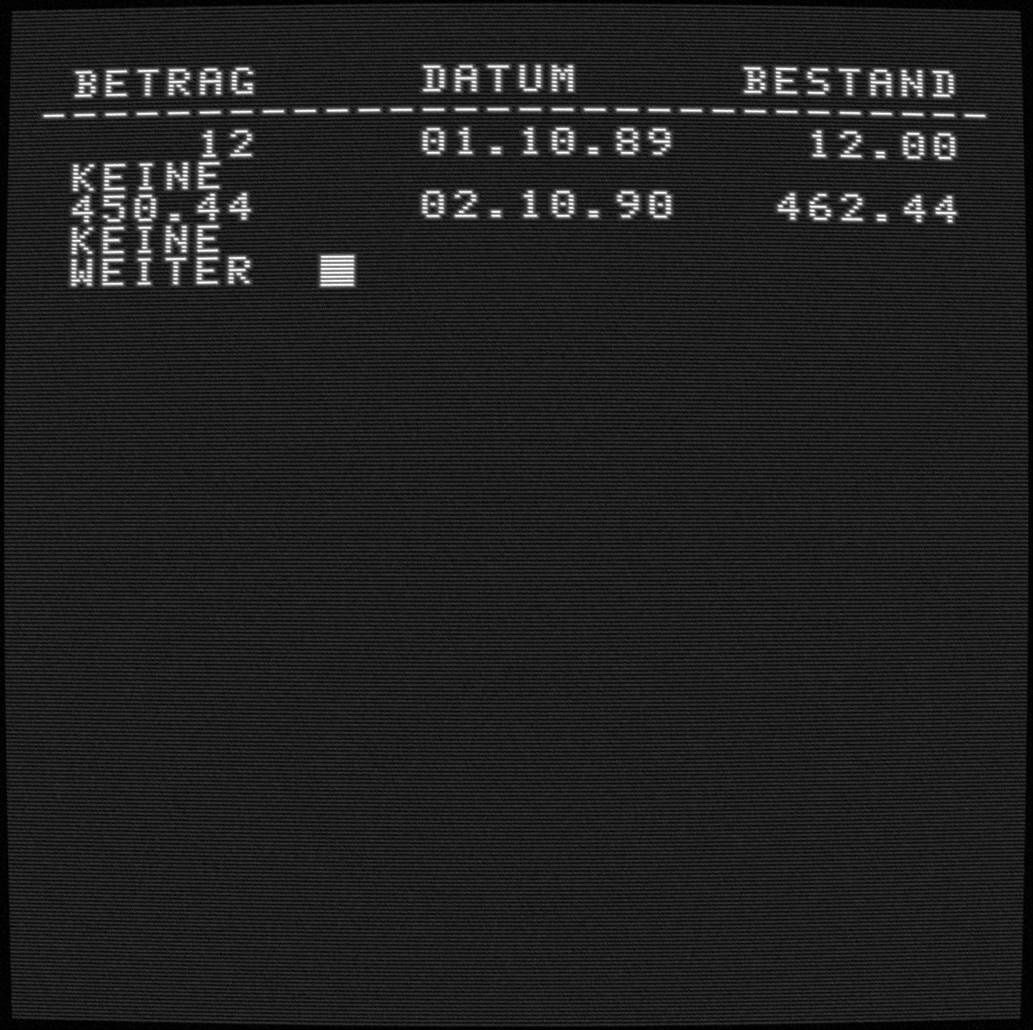 BETRAG DATUM BESTAND
------------------------------
12 01.10.89 12.00
KEINE
450.44 02.10.90 462.44
KEINE
WEITER